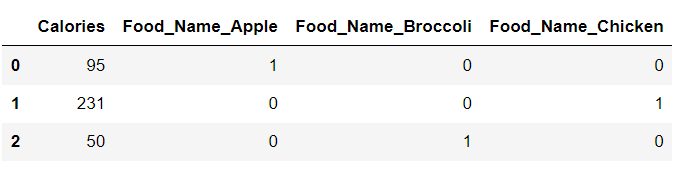 Calories Food_Name_Apple Food_Name_Broccoli Food_Name_Chicken
0 95 1 0 0
1 231 0 0 1
2 50 0 1 0